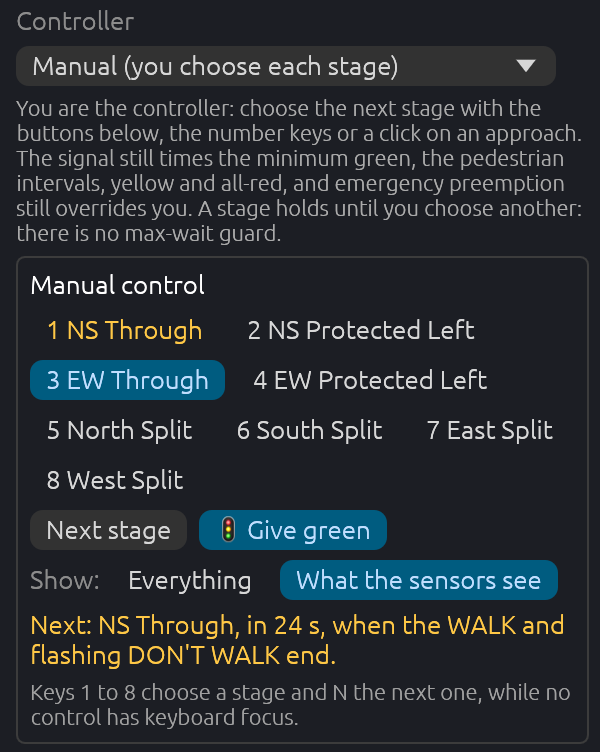 Controller
Manual (you choose each stage)
You are the controller: choose the next stage with the
buttons below, the number keys or a click on an approach.
The signal still times the minimum green, the pedestrian
intervals, yellow and all-red, and emergency preemption
still overrides you. A stage holds until you choose another:
there is no max-wait guard.
Manual control
1 NS Through 2 NS Protected Left
3 EW Through 4 EW Protected Left
5 North Split 6 South Split 7 East Split
8 West Split
Next stage Give green
Show: Everything What the sensors see
Next: NS Through, in 24 s, when the WALK and
flashing DON'T WALK end.
Keys 1 to 8 choose a stage and N the next one, while no
control has keyboard focus.